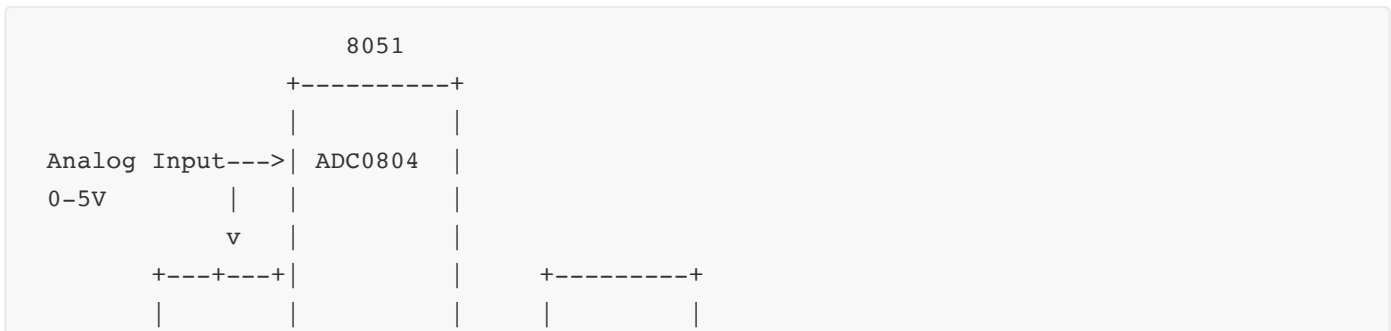 8051
               +----------+
               |          |
Analog Input--->| ADC0804  |
0-5V        |   |          |
            v   |          |
       +---+---+|          |     +---------+
       |        |          |     |         |